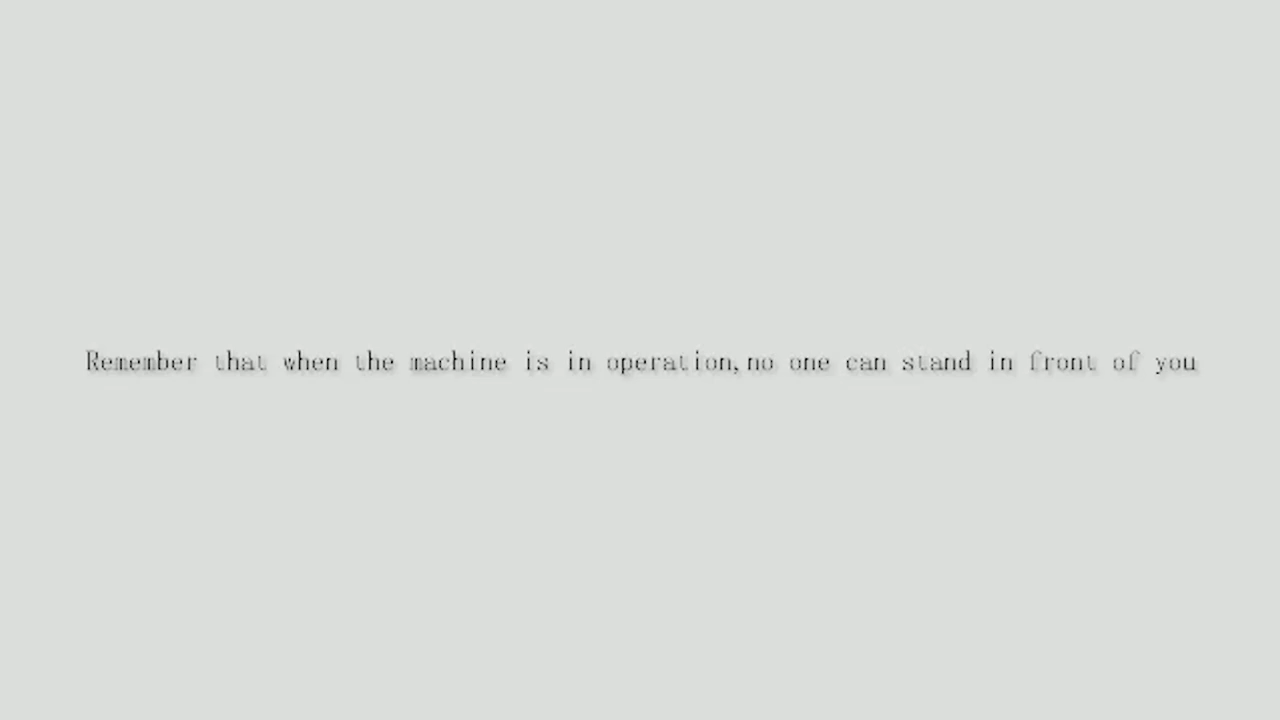 Remember that when the machine is in operation,no one can stand in front of you